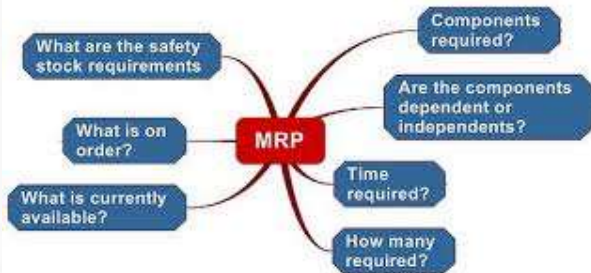 What are the safety
stock requirements
What is on
order?
What is currently
available?
MRP
Components
required?
Are the components
dependent or
independents?
Time
required?
How many
required?